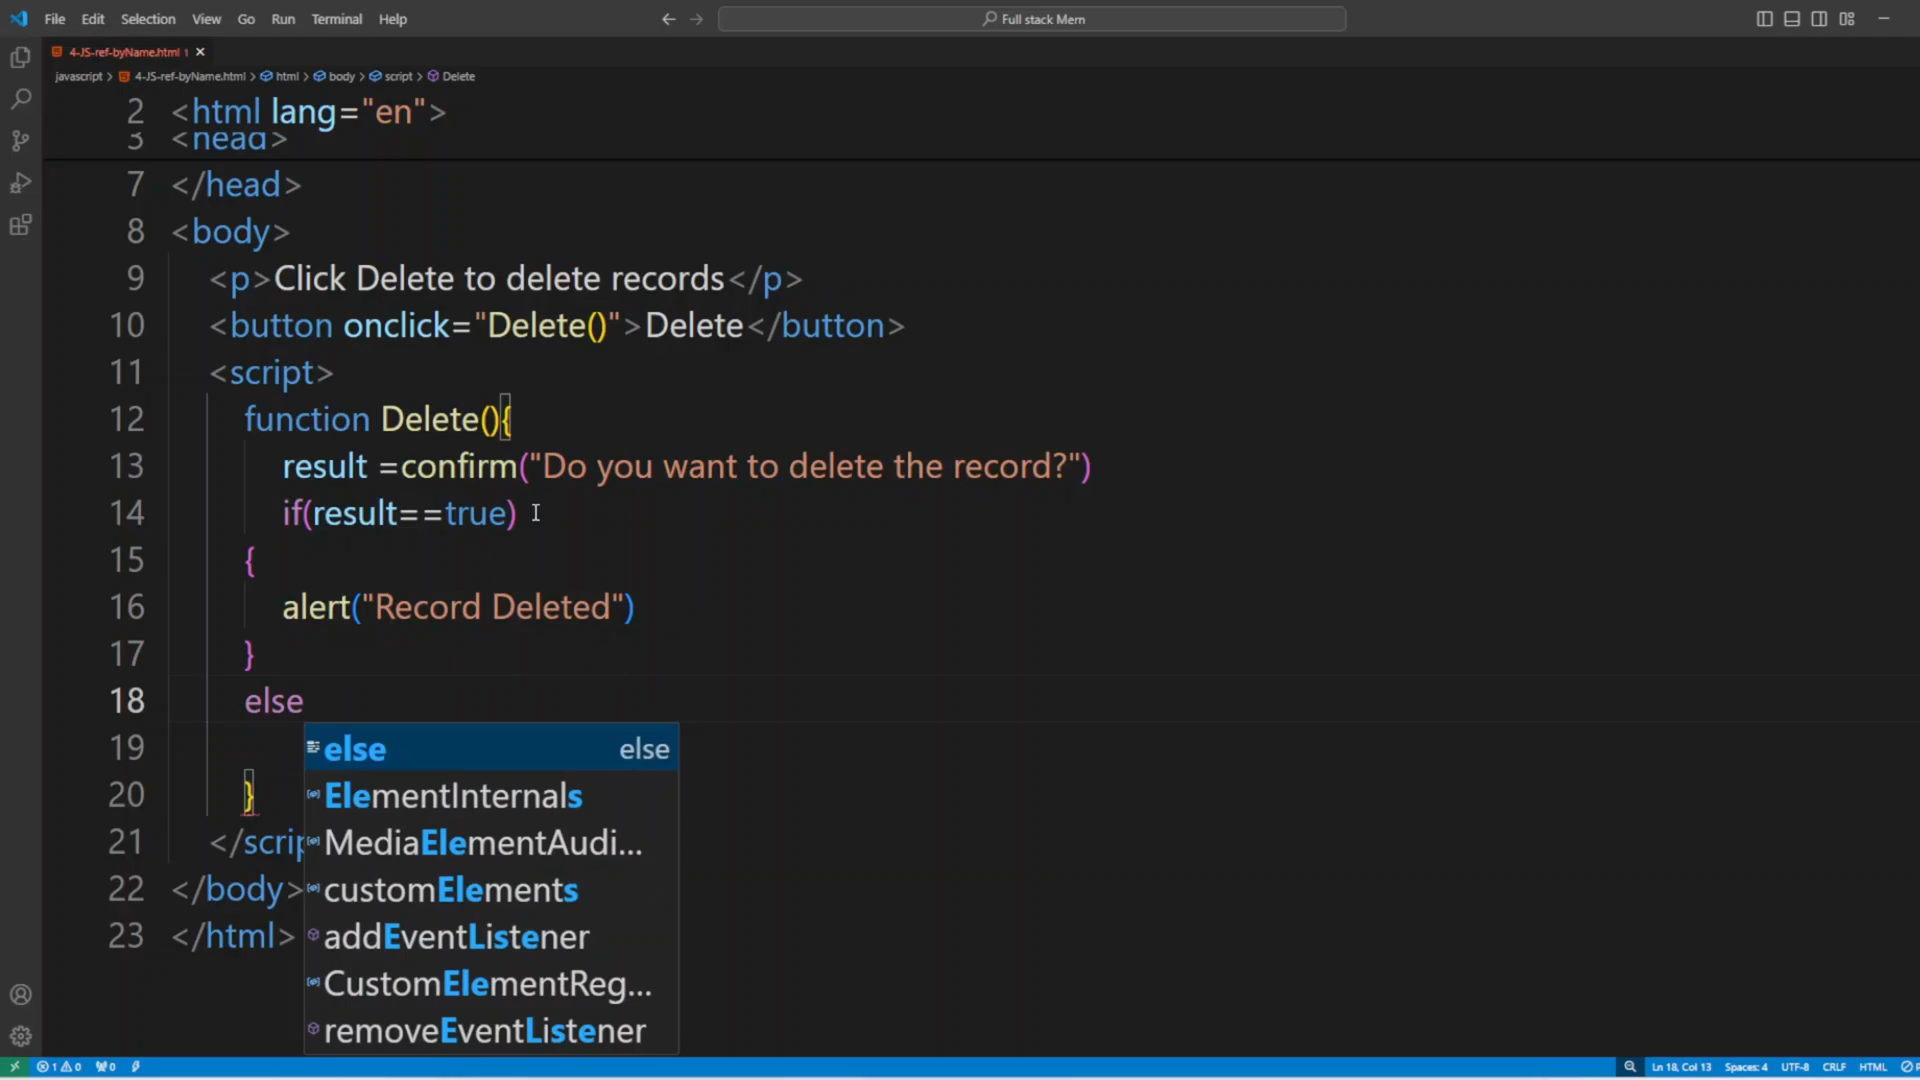 File Edit Selection View Go Run Terminal Help
Full stack Mern
4-JS-ref-byName.html 1
javascript > 4-JS-ref-byName.html > html > body > script > Delete
2 <html lang="en">
3 <head>
7 </head>
8 <body>
9 <p>Click Delete to delete records</p>
10 <button onclick="Delete()">Delete</button>
11 <script>
12 function Delete(){
13 result =confirm("Do you want to delete the record?")
14 if(result==true)
15 {
16 alert("Record Deleted")
17 }
18 else
else else
19
ElementInternals
20 }
MediaElementAudi...
21 </scrip
customElements
22 </body>
addEventListener
23 </html>
CustomElementReg...
removeEventListener
1 0 0 Ln 18, Col 13 Spaces: 4 UTF-8 CRLF HTML